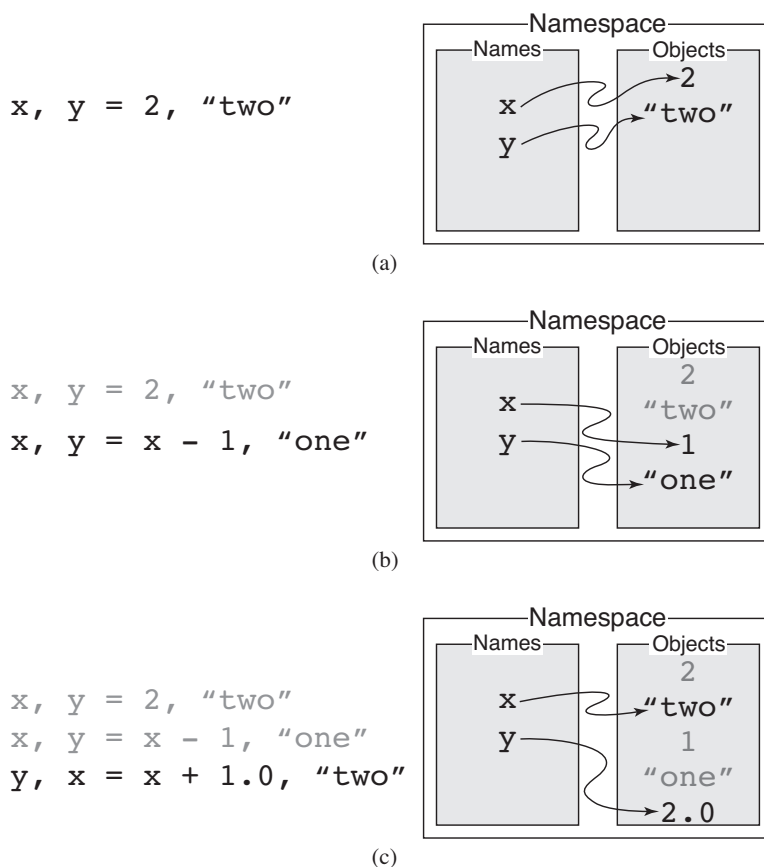 Namespace
Names Objects
x, y = 2, “two”
2
x “two”
y
(a)
Namespace
Names Objects
x, y = 2, “two” 2
x “two”
x, y = x - 1, “one” y 1
“one”
(b)
Namespace
Names Objects
2
x, y = 2, “two” x “two”
x, y = x - 1, “one” y 1
y, x = x + 1.0, “two” “one”
2.0
(c)